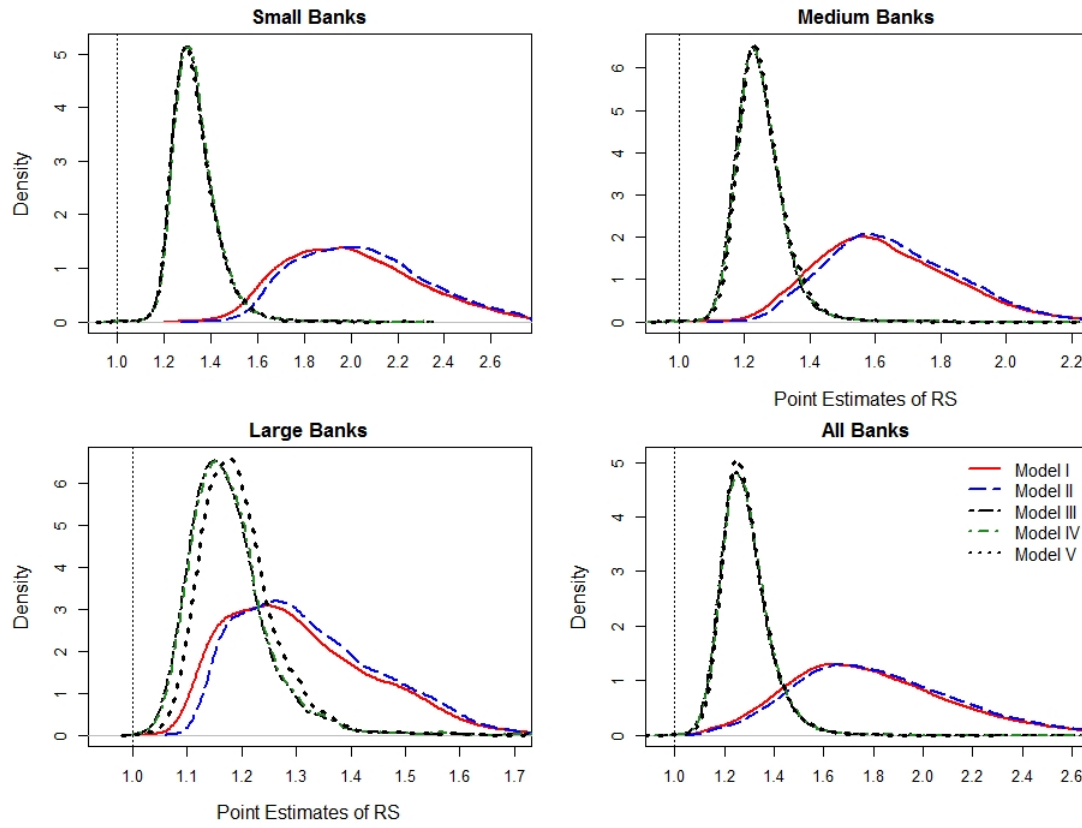 Small Banks
Density
0 1 2 3 4 5
1.0 1.2 1.4 1.6 1.8 2.0 2.2 2.4 2.6
Medium Banks
0 1 2 3 4 5 6
1.0 1.2 1.4 1.6 1.8 2.0 2.2
Point Estimates of RS
Large Banks
Density
0 1 2 3 4 5 6
1.0 1.1 1.2 1.3 1.4 1.5 1.6 1.7
Point Estimates of RS
All Banks
Density
0 1 2 3 4 5
Model I
Model II
Model III
Model IV
Model V
1.0 1.2 1.4 1.6 1.8 2.0 2.2 2.4 2.6